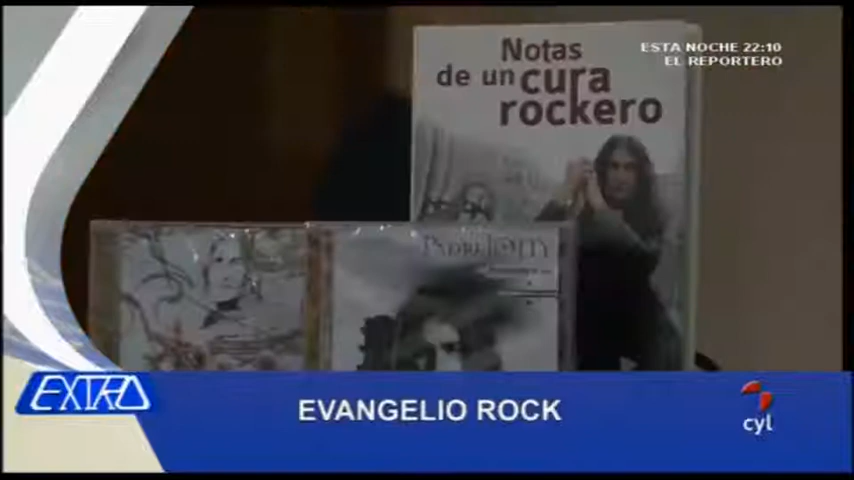 ESTA NOCHE 22:10
EL REPORTERO
Notas
de un cura
rockero
EXTRA
EVANGELIO ROCK
cyl